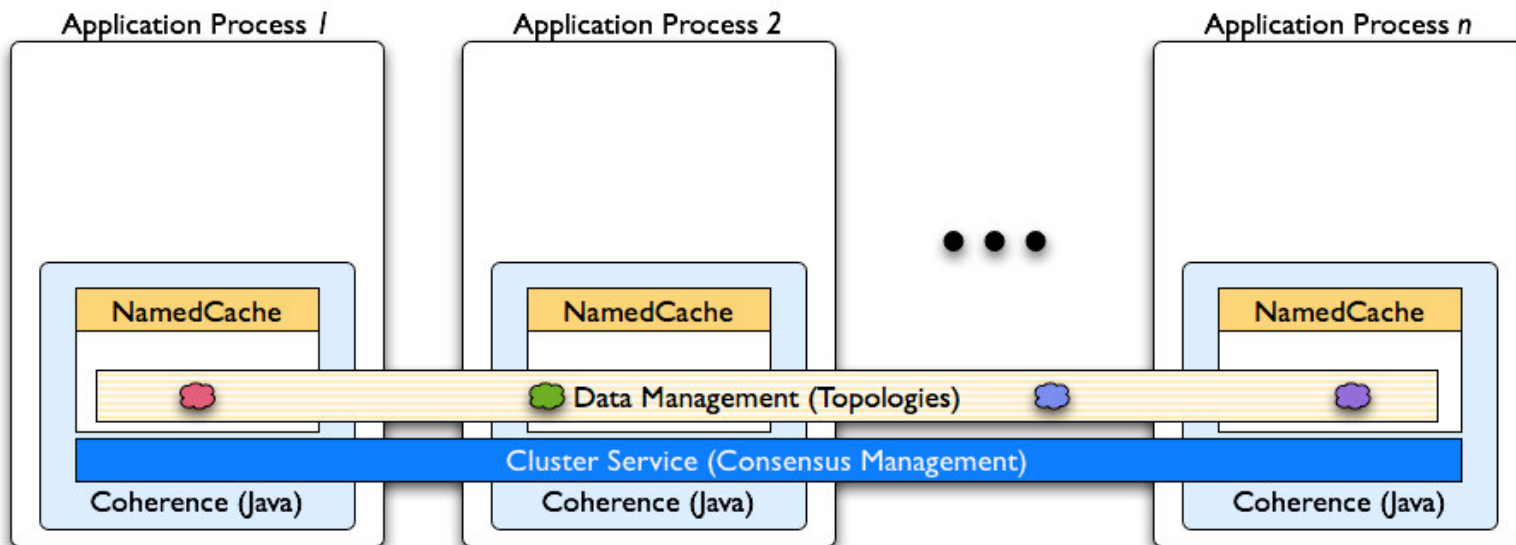 Application Process 1
Application Process 2
Application Process n
NamedCache
NamedCache
NamedCache
Data Management (Topologies)
Cluster Service (Consensus Management)
Coherence (Java)
Coherence (Java)
Coherence (Java)